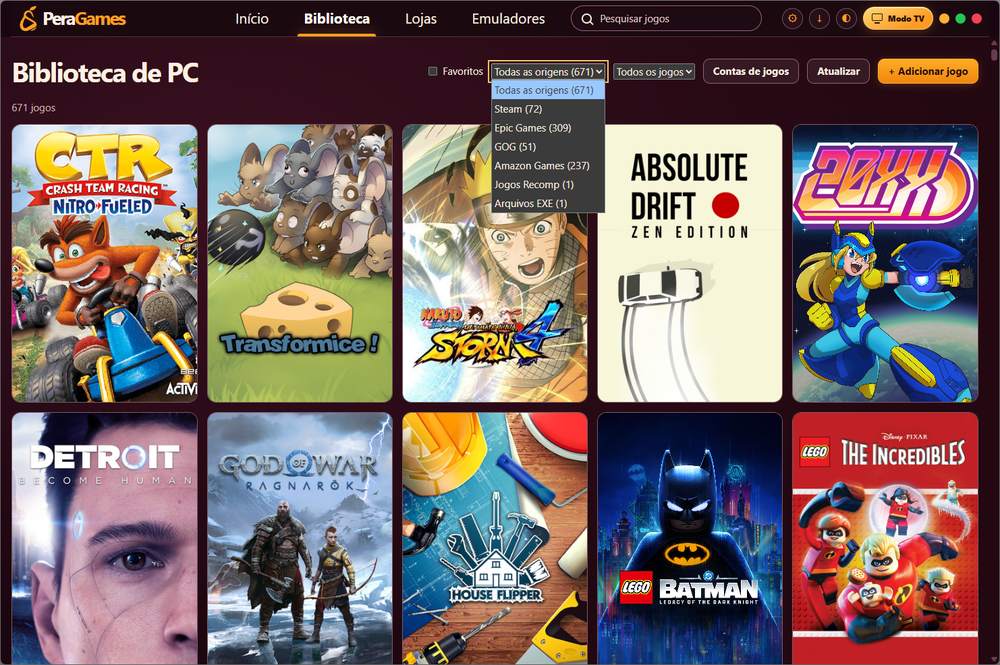 PeraGames
Início
Biblioteca
Lojas
Emuladores
Pesquisar jogos
Modo TV
Biblioteca de PC
Favoritos
Todas as origens (671)
Todos os jogos
Contas de jogos
Atualizar
+ Adicionar jogo
671 jogos
Todas as origens (671)
Steam (72)
Epic Games (309)
GOG (51)
Amazon Games (237)
Jogos Recomp (1)
Arquivos EXE (1)
CTR
CRASH TEAM RACING
NITRO-FUELED
ACTIVI
Transformice !
NARUTO
STORM 4
ABSOLUTE
DRIFT
ZEN EDITION
20XX
DETROIT
BECOME HUMAN
GOD OF WAR
RAGNARÖK
HOUSE FLIPPER
LEGO BATMAN
LEGACY OF THE DARK KNIGHT
Disney · PIXAR
LEGO THE INCREDIBLES